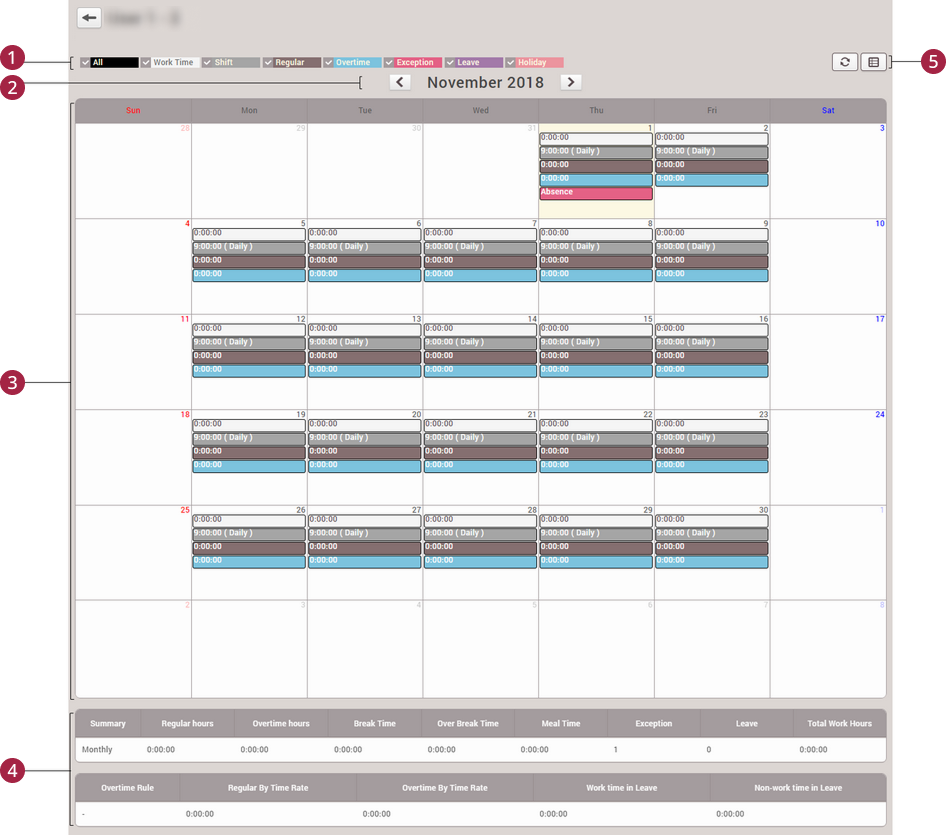 1
All Work Time Shift Regular Overtime Exception Leave Holiday
5
2
November 2018
Sun Mon Tue Wed Thu Fri Sat
28 29 30 31 1 2 3
0:00:00 0:00:00
9:00:00 ( Daily ) 9:00:00 ( Daily )
0:00:00 0:00:00
0:00:00 0:00:00
Absence
4 5 6 7 8 9 10
0:00:00 0:00:00 0:00:00 0:00:00 0:00:00
9:00:00 ( Daily ) 9:00:00 ( Daily ) 9:00:00 ( Daily ) 9:00:00 ( Daily ) 9:00:00 ( Daily )
0:00:00 0:00:00 0:00:00 0:00:00 0:00:00
0:00:00 0:00:00 0:00:00 0:00:00 0:00:00
11 12 13 14 15 16 17
0:00:00 0:00:00 0:00:00 0:00:00 0:00:00
9:00:00 ( Daily ) 9:00:00 ( Daily ) 9:00:00 ( Daily ) 9:00:00 ( Daily ) 9:00:00 ( Daily )
0:00:00 0:00:00 0:00:00 0:00:00 0:00:00
0:00:00 0:00:00 0:00:00 0:00:00 0:00:00
3
18 19 20 21 22 23 24
0:00:00 0:00:00 0:00:00 0:00:00 0:00:00
9:00:00 ( Daily ) 9:00:00 ( Daily ) 9:00:00 ( Daily ) 9:00:00 ( Daily ) 9:00:00 ( Daily )
0:00:00 0:00:00 0:00:00 0:00:00 0:00:00
0:00:00 0:00:00 0:00:00 0:00:00 0:00:00
25 26 27 28 29 30 1
0:00:00 0:00:00 0:00:00 0:00:00 0:00:00
9:00:00 ( Daily ) 9:00:00 ( Daily ) 9:00:00 ( Daily ) 9:00:00 ( Daily ) 9:00:00 ( Daily )
0:00:00 0:00:00 0:00:00 0:00:00 0:00:00
0:00:00 0:00:00 0:00:00 0:00:00 0:00:00
2 3 4 5 6 7 8
Summary Regular hours Overtime hours Break Time Over Break Time Meal Time Exception Leave Total Work Hours
Monthly 0:00:00 0:00:00 0:00:00 0:00:00 0:00:00 1 0 0:00:00
4
Overtime Rule Regular By Time Rate Overtime By Time Rate Work time in Leave Non-work time in Leave
- 0:00:00 0:00:00 0:00:00 0:00:00